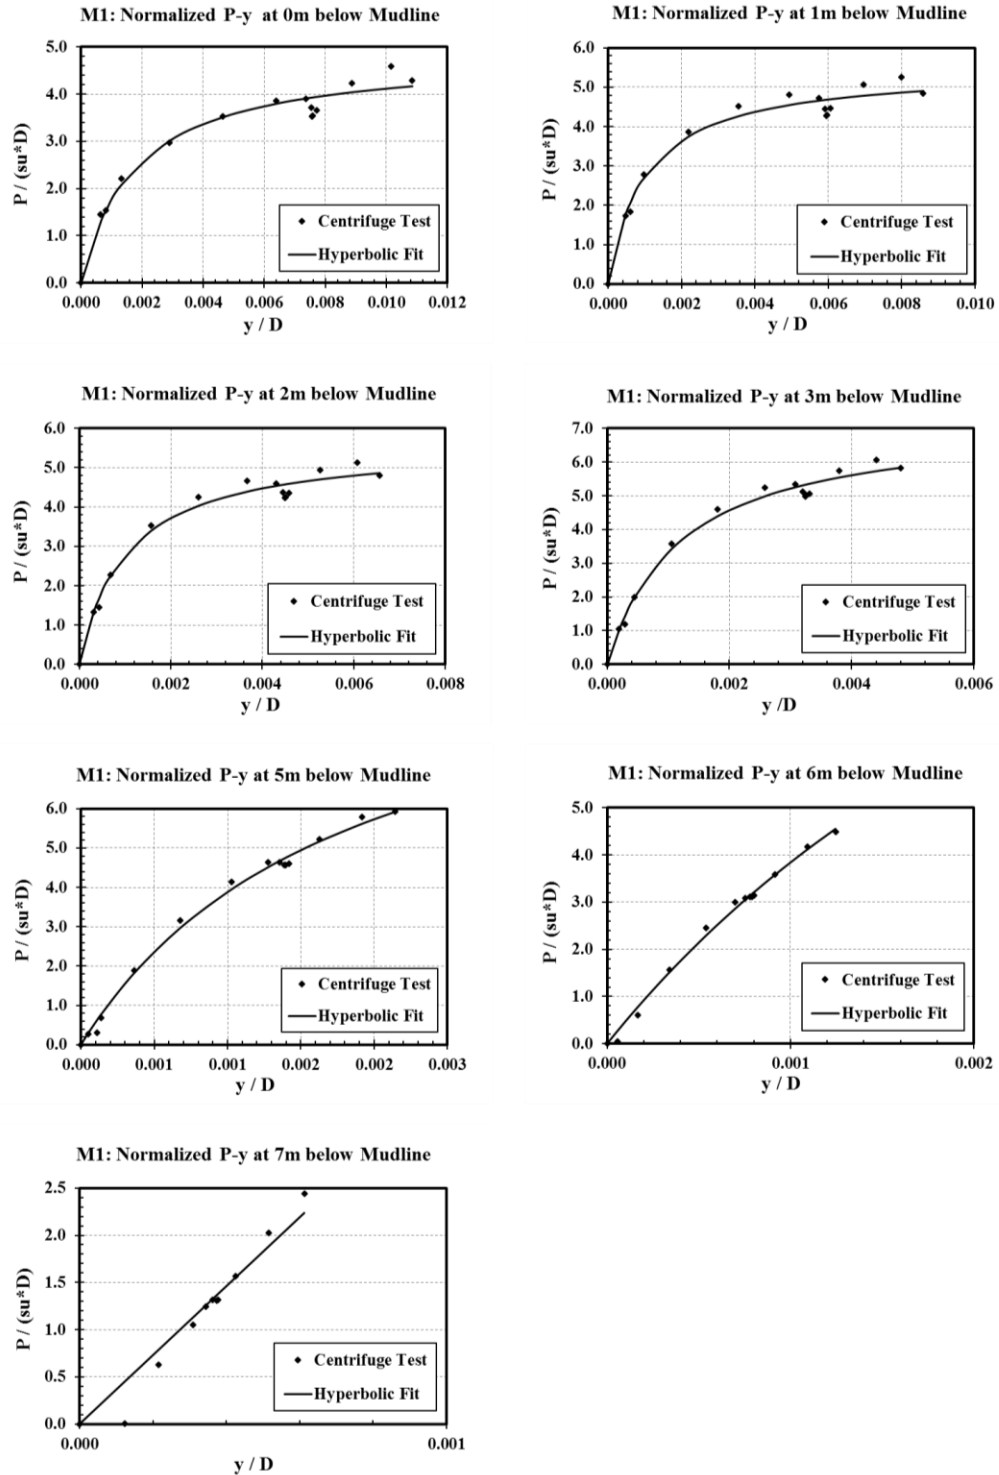 M1: Normalized P-y at 0m below Mudline
5.0
4.0
3.0
2.0
1.0
0.0
P / (su*D)
Centrifuge Test
Hyperbolic Fit
0.000 0.002 0.004 0.006 0.008 0.010 0.012
y / D
M1: Normalized P-y at 1m below Mudline
6.0
5.0
4.0
3.0
2.0
1.0
0.0
P / (su*D)
Centrifuge Test
Hyperbolic Fit
0.000 0.002 0.004 0.006 0.008 0.010
y / D
M1: Normalized P-y at 2m below Mudline
6.0
5.0
4.0
3.0
2.0
1.0
0.0
P / (su*D)
Centrifuge Test
Hyperbolic Fit
0.000 0.002 0.004 0.006 0.008
y / D
M1: Normalized P-y at 3m below Mudline
7.0
6.0
5.0
4.0
3.0
2.0
1.0
0.0
P / (su*D)
Centrifuge Test
Hyperbolic Fit
0.000 0.002 0.004 0.006
y /D
M1: Normalized P-y at 5m below Mudline
6.0
5.0
4.0
3.0
2.0
1.0
0.0
P / (su*D)
Centrifuge Test
Hyperbolic Fit
0.000 0.001 0.001 0.002 0.002 0.003
y / D
M1: Normalized P-y at 6m below Mudline
5.0
4.0
3.0
2.0
1.0
0.0
P / (su*D)
Centrifuge Test
Hyperbolic Fit
0.000 0.001 0.002
y / D
M1: Normalized P-y at 7m below Mudline
2.5
2.0
1.5
1.0
0.5
0.0
P / (su*D)
Centrifuge Test
Hyperbolic Fit
0.000 0.001
y / D